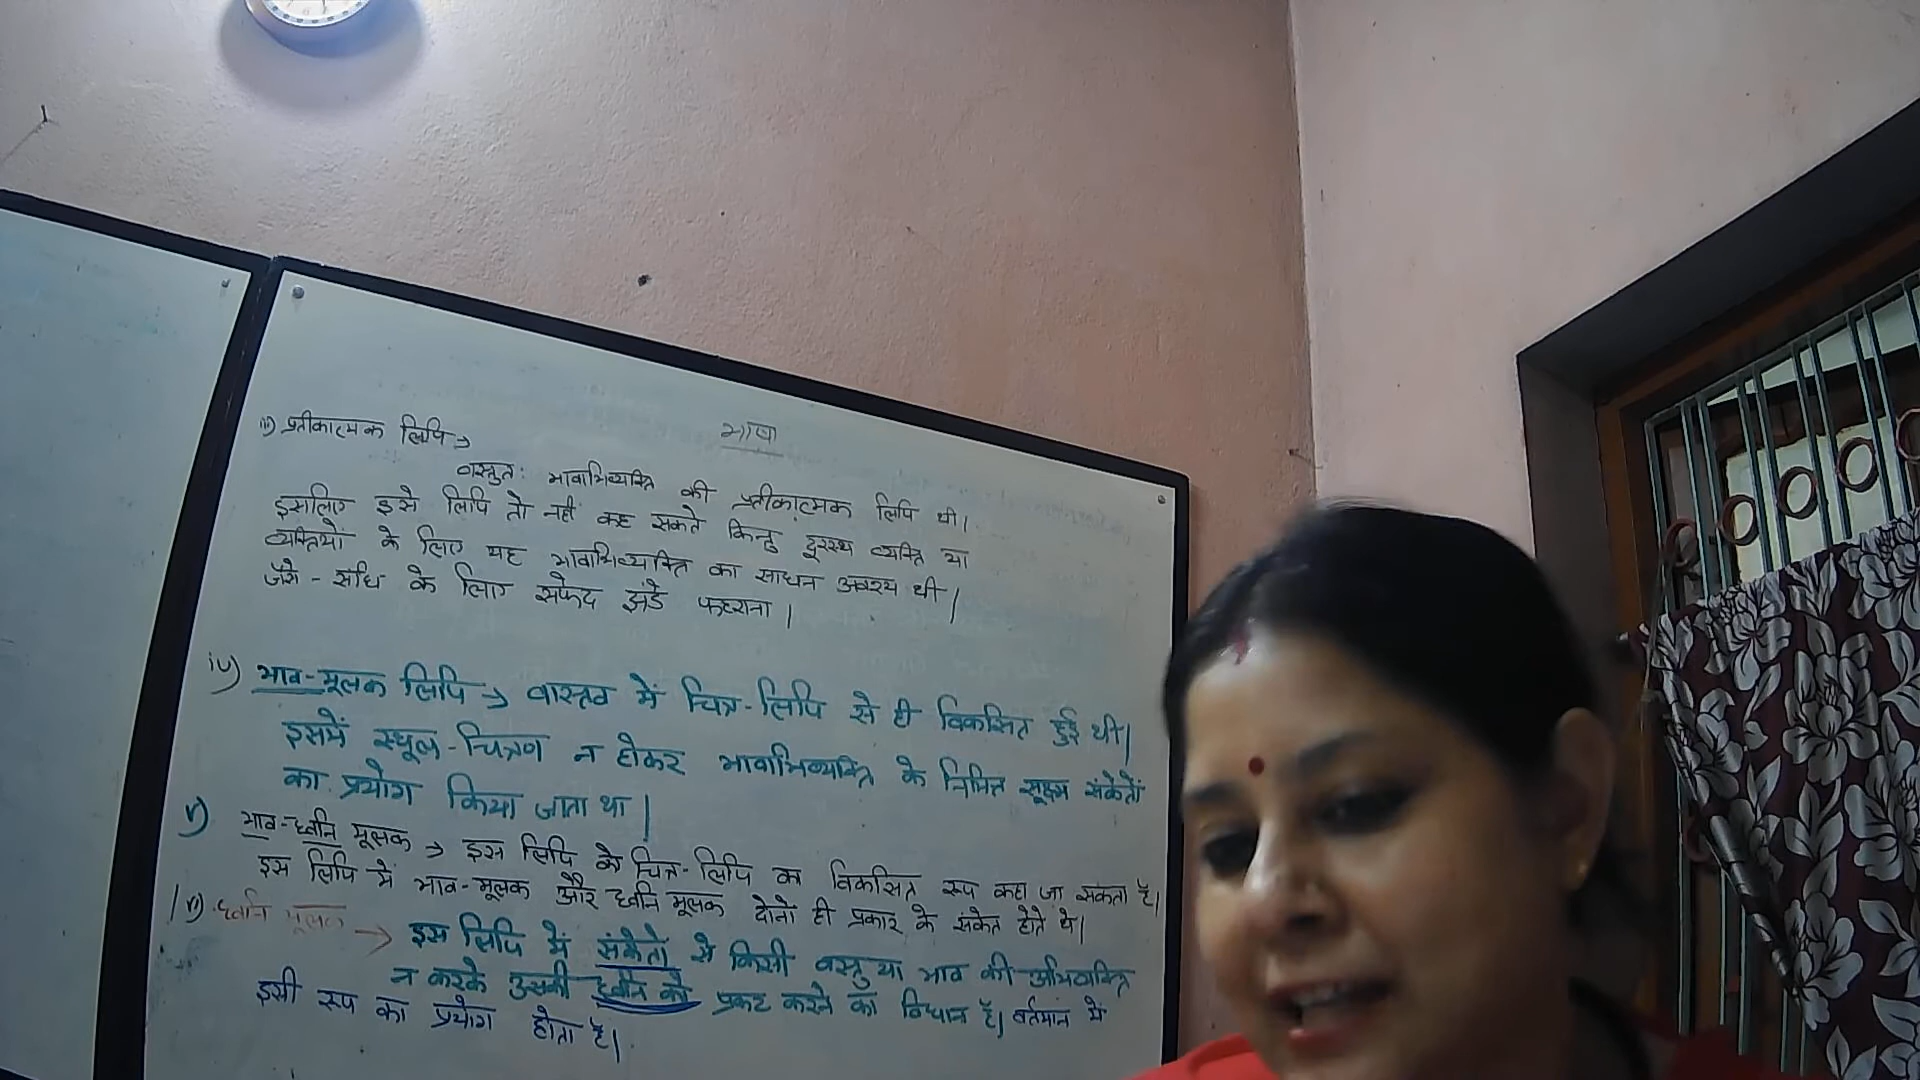 भाषा
iii) प्रतीकात्मक लिपि →
वस्तुतः भावाभिव्यक्ति की प्रतीकात्मक लिपि थी।
इसलिए इसे लिपि तो नहीं कह सकते किन्तु दूरस्थ व्यक्ति या
व्यक्तियों के लिए यह भावाभिव्यक्ति का साधन अवश्य थी।
जैसे - संधि के लिए सफेद झंडे फहराना।
iv) भाव-मूलक लिपि → वास्तव में चित्र-लिपि से ही विकसित हुई थी।
इसमें स्थूल-चित्रण न होकर भावाभिव्यक्ति के निमित्त सूक्ष्म संकेतों
का प्रयोग किया जाता था।
v) भाव-ध्वनि मूलक → इस लिपि को चित्र-लिपि का विकसित रूप कहा जा सकता है।
इस लिपि में भाव-मूलक और ध्वनि मूलक दोनों ही प्रकार के संकेत होते थे।
vi) ध्वनि मूलक → इस लिपि में संकेतों से किसी वस्तु या भाव की अभिव्यक्ति
न करके उसकी ध्वनि को प्रकट करने का विधान है। वर्तमान में
इसी रूप का प्रयोग होता है।